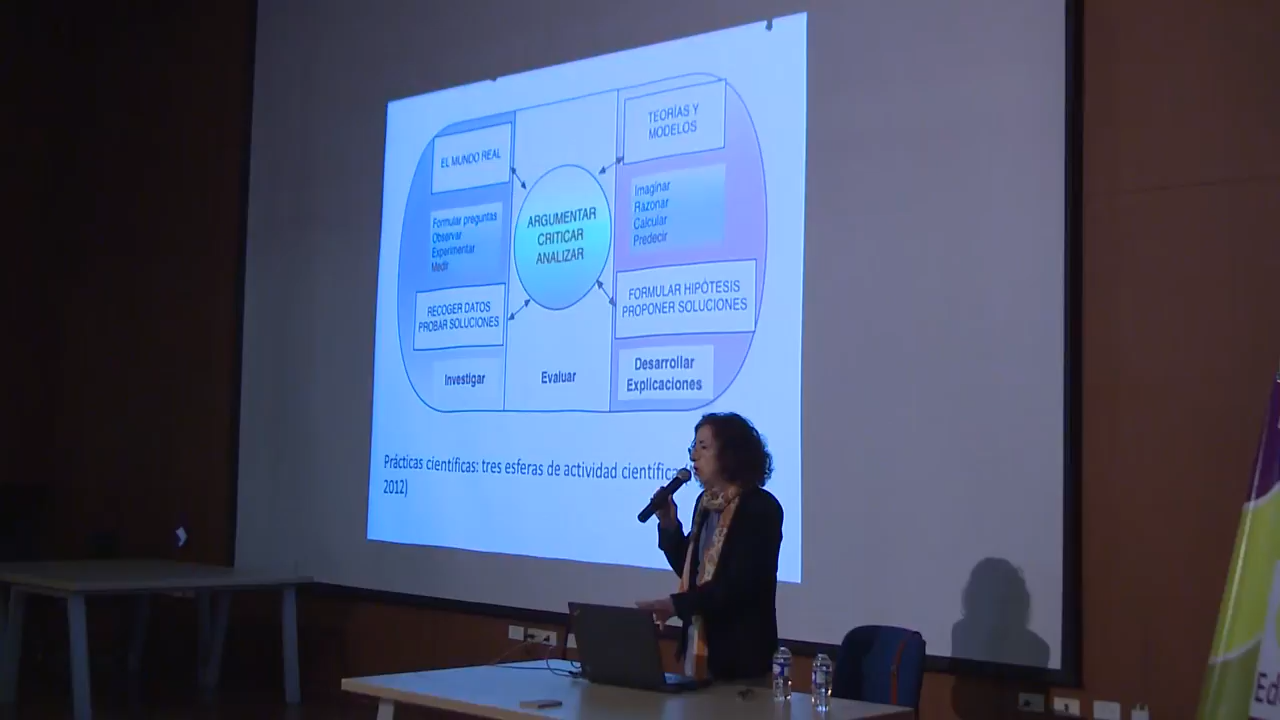 EL MUNDO REAL
Formular preguntas
Observar
Experimentar
Medir
RECOGER DATOS
PROBAR SOLUCIONES
Investigar
ARGUMENTAR
CRITICAR
ANALIZAR
Evaluar
TEORÍAS Y
MODELOS
Imaginar
Razonar
Calcular
Predecir
FORMULAR HIPÓTESIS
PROPONER SOLUCIONES
Desarrollar
Explicaciones
Prácticas científicas: tres esferas de actividad científica
2012)
Ed